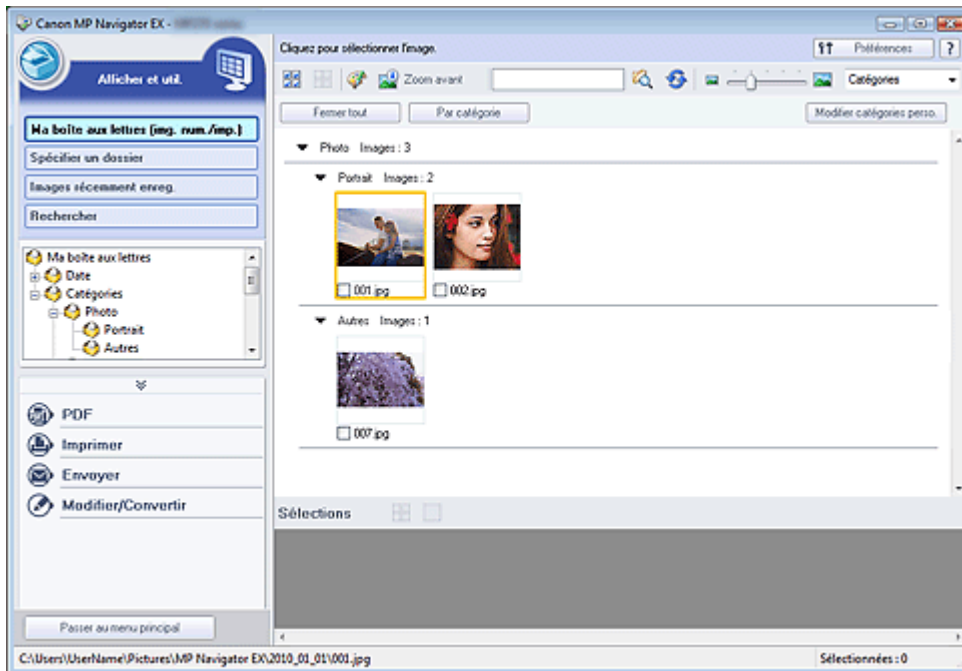 Canon MP Navigator EX -
Afficher et util.
Ma boîte aux lettres (img. num./imp.)
Spécifier un dossier
Images récemment enreg.
Rechercher
Ma boîte aux lettres
Date
Catégories
Photo
Portrait
Autres
PDF
Imprimer
Envoyer
Modifier/Convertir
Passer au menu principal
Cliquez pour sélectionner l'image.
Préférences
?
Zoom avant
Catégories
Fermer tout
Par catégorie
Modifier catégories perso.
Photo Images : 3
Portrait Images : 2
001.jpg
002.jpg
Autres Images : 1
007.jpg
Sélections
C:\Users\UserName\Pictures\MP Navigator EX\2010_01_01\001.jpg
Sélectionnées : 0